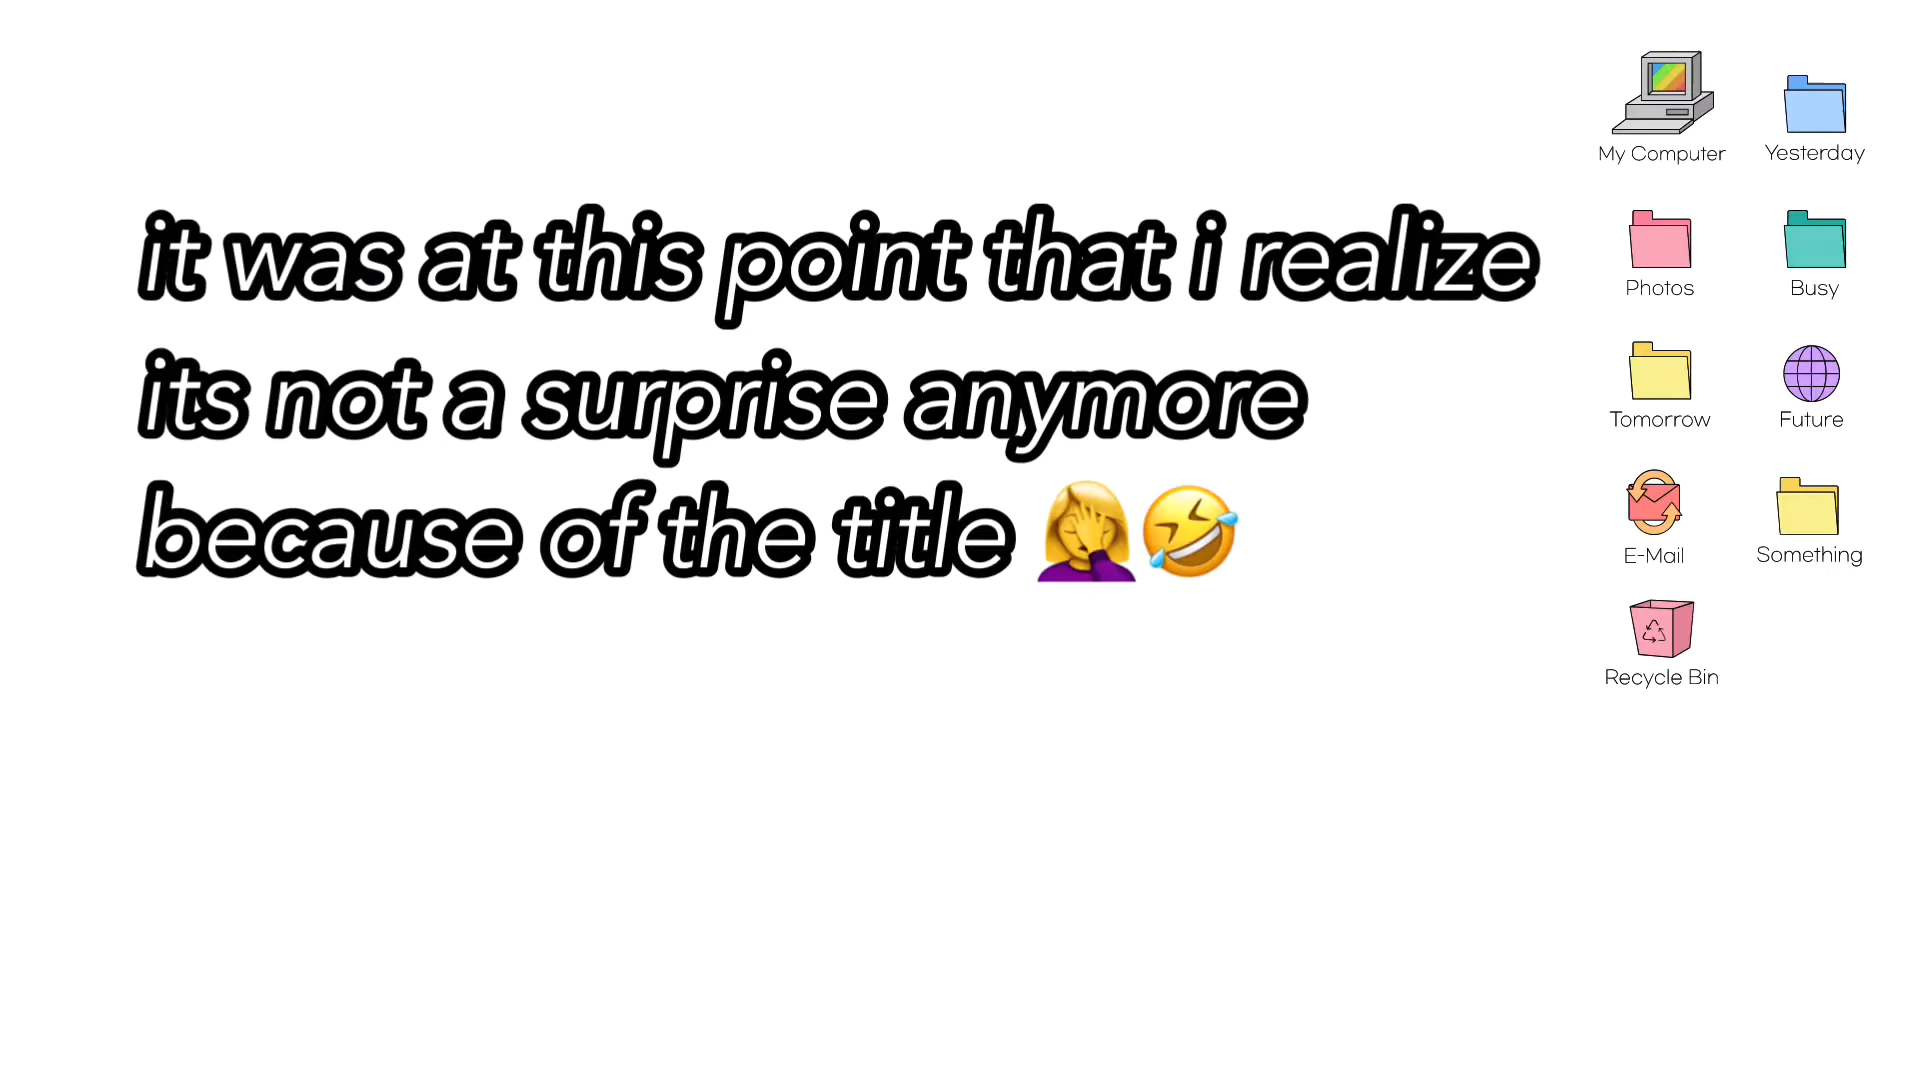 it was at this point that i realize
its not a surprise anymore
because of the title 🤦‍♀️🤣
My Computer
Yesterday
Photos
Busy
Tomorrow
Future
E-Mail
Something
Recycle Bin